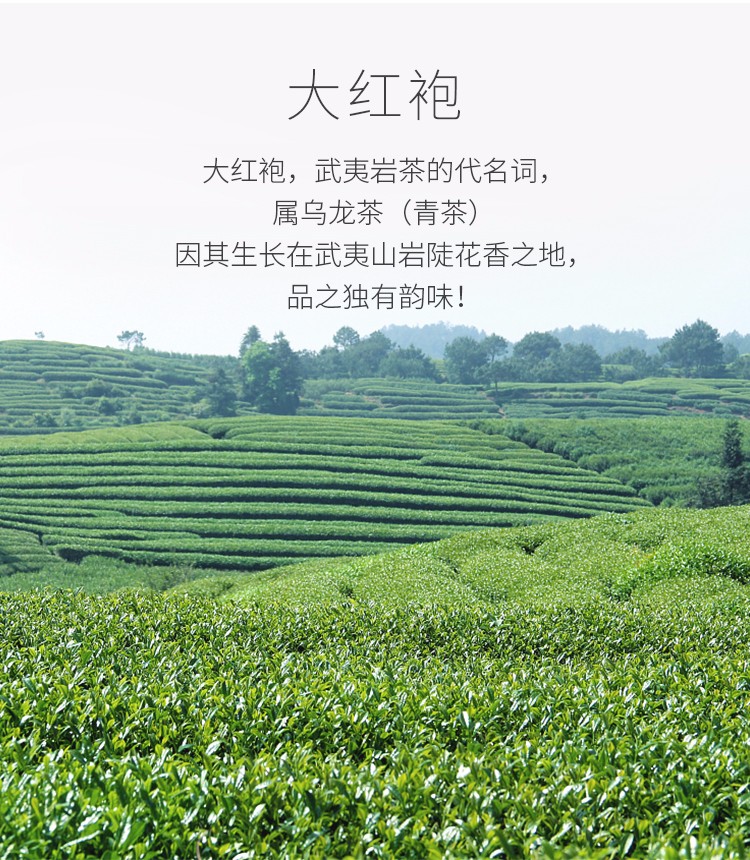 大红袍
大红袍，武夷岩茶的代名词，
属乌龙茶（青茶）
因其生长在武夷山岩陡花香之地，
品之独有韵味！